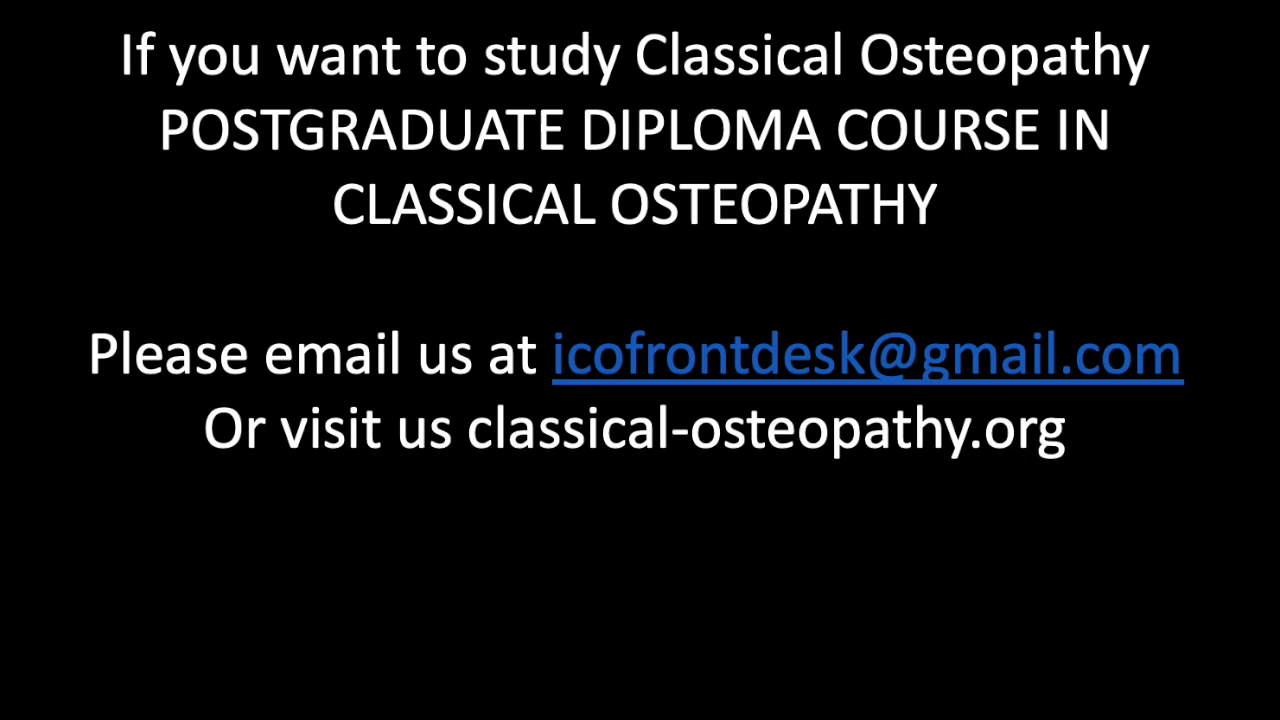 If you want to study Classical Osteopathy
POSTGRADUATE DIPLOMA COURSE IN
CLASSICAL OSTEOPATHY
Please email us at icofrontdesk@gmail.com
Or visit us classical-osteopathy.org